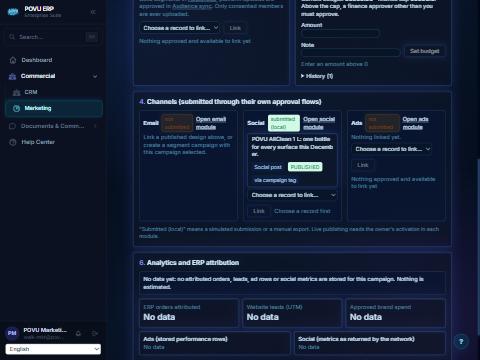 POVU ERP
Enterprise Suite
Search...
Dashboard
Commercial
CRM
Marketing
Documents & Comm...
Help Center
POVU Marketi...
English
approved in
in Audience sync. Only consented members
are ever uploaded.
Choose a record to link...
Link
Nothing approved and available to link yet
Above the cap, a finance approver other than you
must approve.
Amount
Note
Set budget
Enter an amount above 0
History (1)
4. Channels (submitted through their own approval flows)
Email
not submitted
Open email module
Link a published design above, or
create a segment campaign with
this campaign selected.
Social
submitted (local)
Open social module
POVU AllClean 1 L: one bottle
for every surface this Decemb
er.
Social post
PUBLISHED
via campaign tag
Choose a record to link...
Link
Choose a record first
Ads
not submitted
Open ads module
Nothing linked yet.
Choose a record to link...
Link
Nothing approved and available
to link yet
"Submitted (local)" means a simulated submission or a manual export. Live publishing needs the owner's activation in each
module.
6. Analytics and ERP attribution
No data yet: no attributed orders, leads, ad rows or social metrics are stored for this campaign. Nothing is
estimated.
ERP orders attributed
No data
Website leads (UTM)
No data
Approved brand spend
No data
Ads (stored performance rows)
No data
Social (metrics as returned by the network)
No data
?